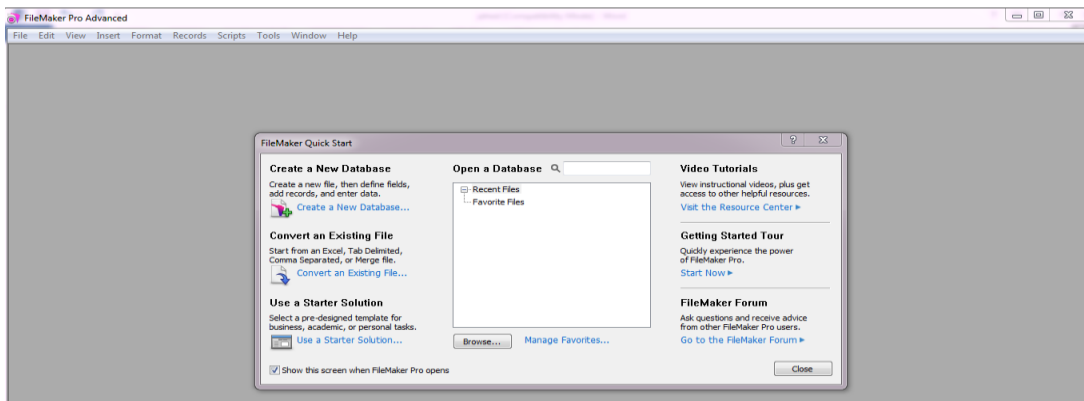 FileMaker Pro Advanced
File Edit View Insert Format Records Scripts Tools Window Help
FileMaker Quick Start
Create a New Database
Create a new file, then define fields,
add records, and enter data.
Create a New Database...
Convert an Existing File
Start from an Excel, Tab Delimited,
Comma Separated, or Merge file.
Convert an Existing File...
Use a Starter Solution
Select a pre-designed template for
business, academic, or personal tasks.
Use a Starter Solution...
Show this screen when FileMaker Pro opens
Open a Database
Recent Files
Favorite Files
Browse... Manage Favorites...
Video Tutorials
View instructional videos, plus get
access to other helpful resources.
Visit the Resource Center
Getting Started Tour
Quickly experience the power
of FileMaker Pro.
Start Now
FileMaker Forum
Ask questions and receive advice
from other FileMaker Pro users.
Go to the FileMaker Forum
Close